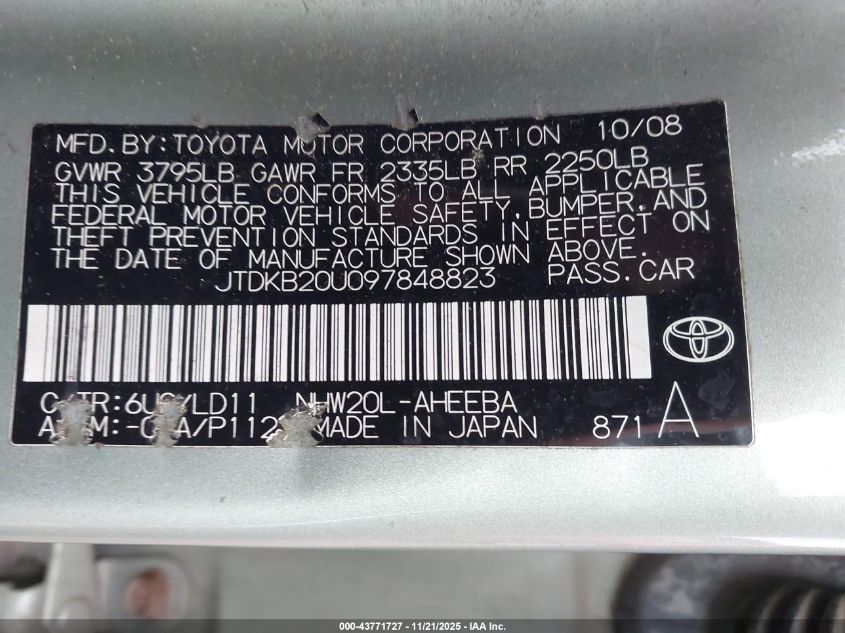 MFD. BY: TOYOTA MOTOR CORPORATION 10/08
GVWR 3795LB GAWR FR 2335LB RR 2250LB
THIS VEHICLE CONFORMS TO ALL APPLICABLE
FEDERAL MOTOR VEHICLE SAFETY, BUMPER, AND
THEFT PREVENTION STANDARDS IN EFFECT ON
THE DATE OF MANUFACTURE SHOWN ABOVE.
JTDKB20U097848823 PASS. CAR
MADE IN JAPAN 871 A
000-43771727 - 11/21/2025 - IAA Inc.